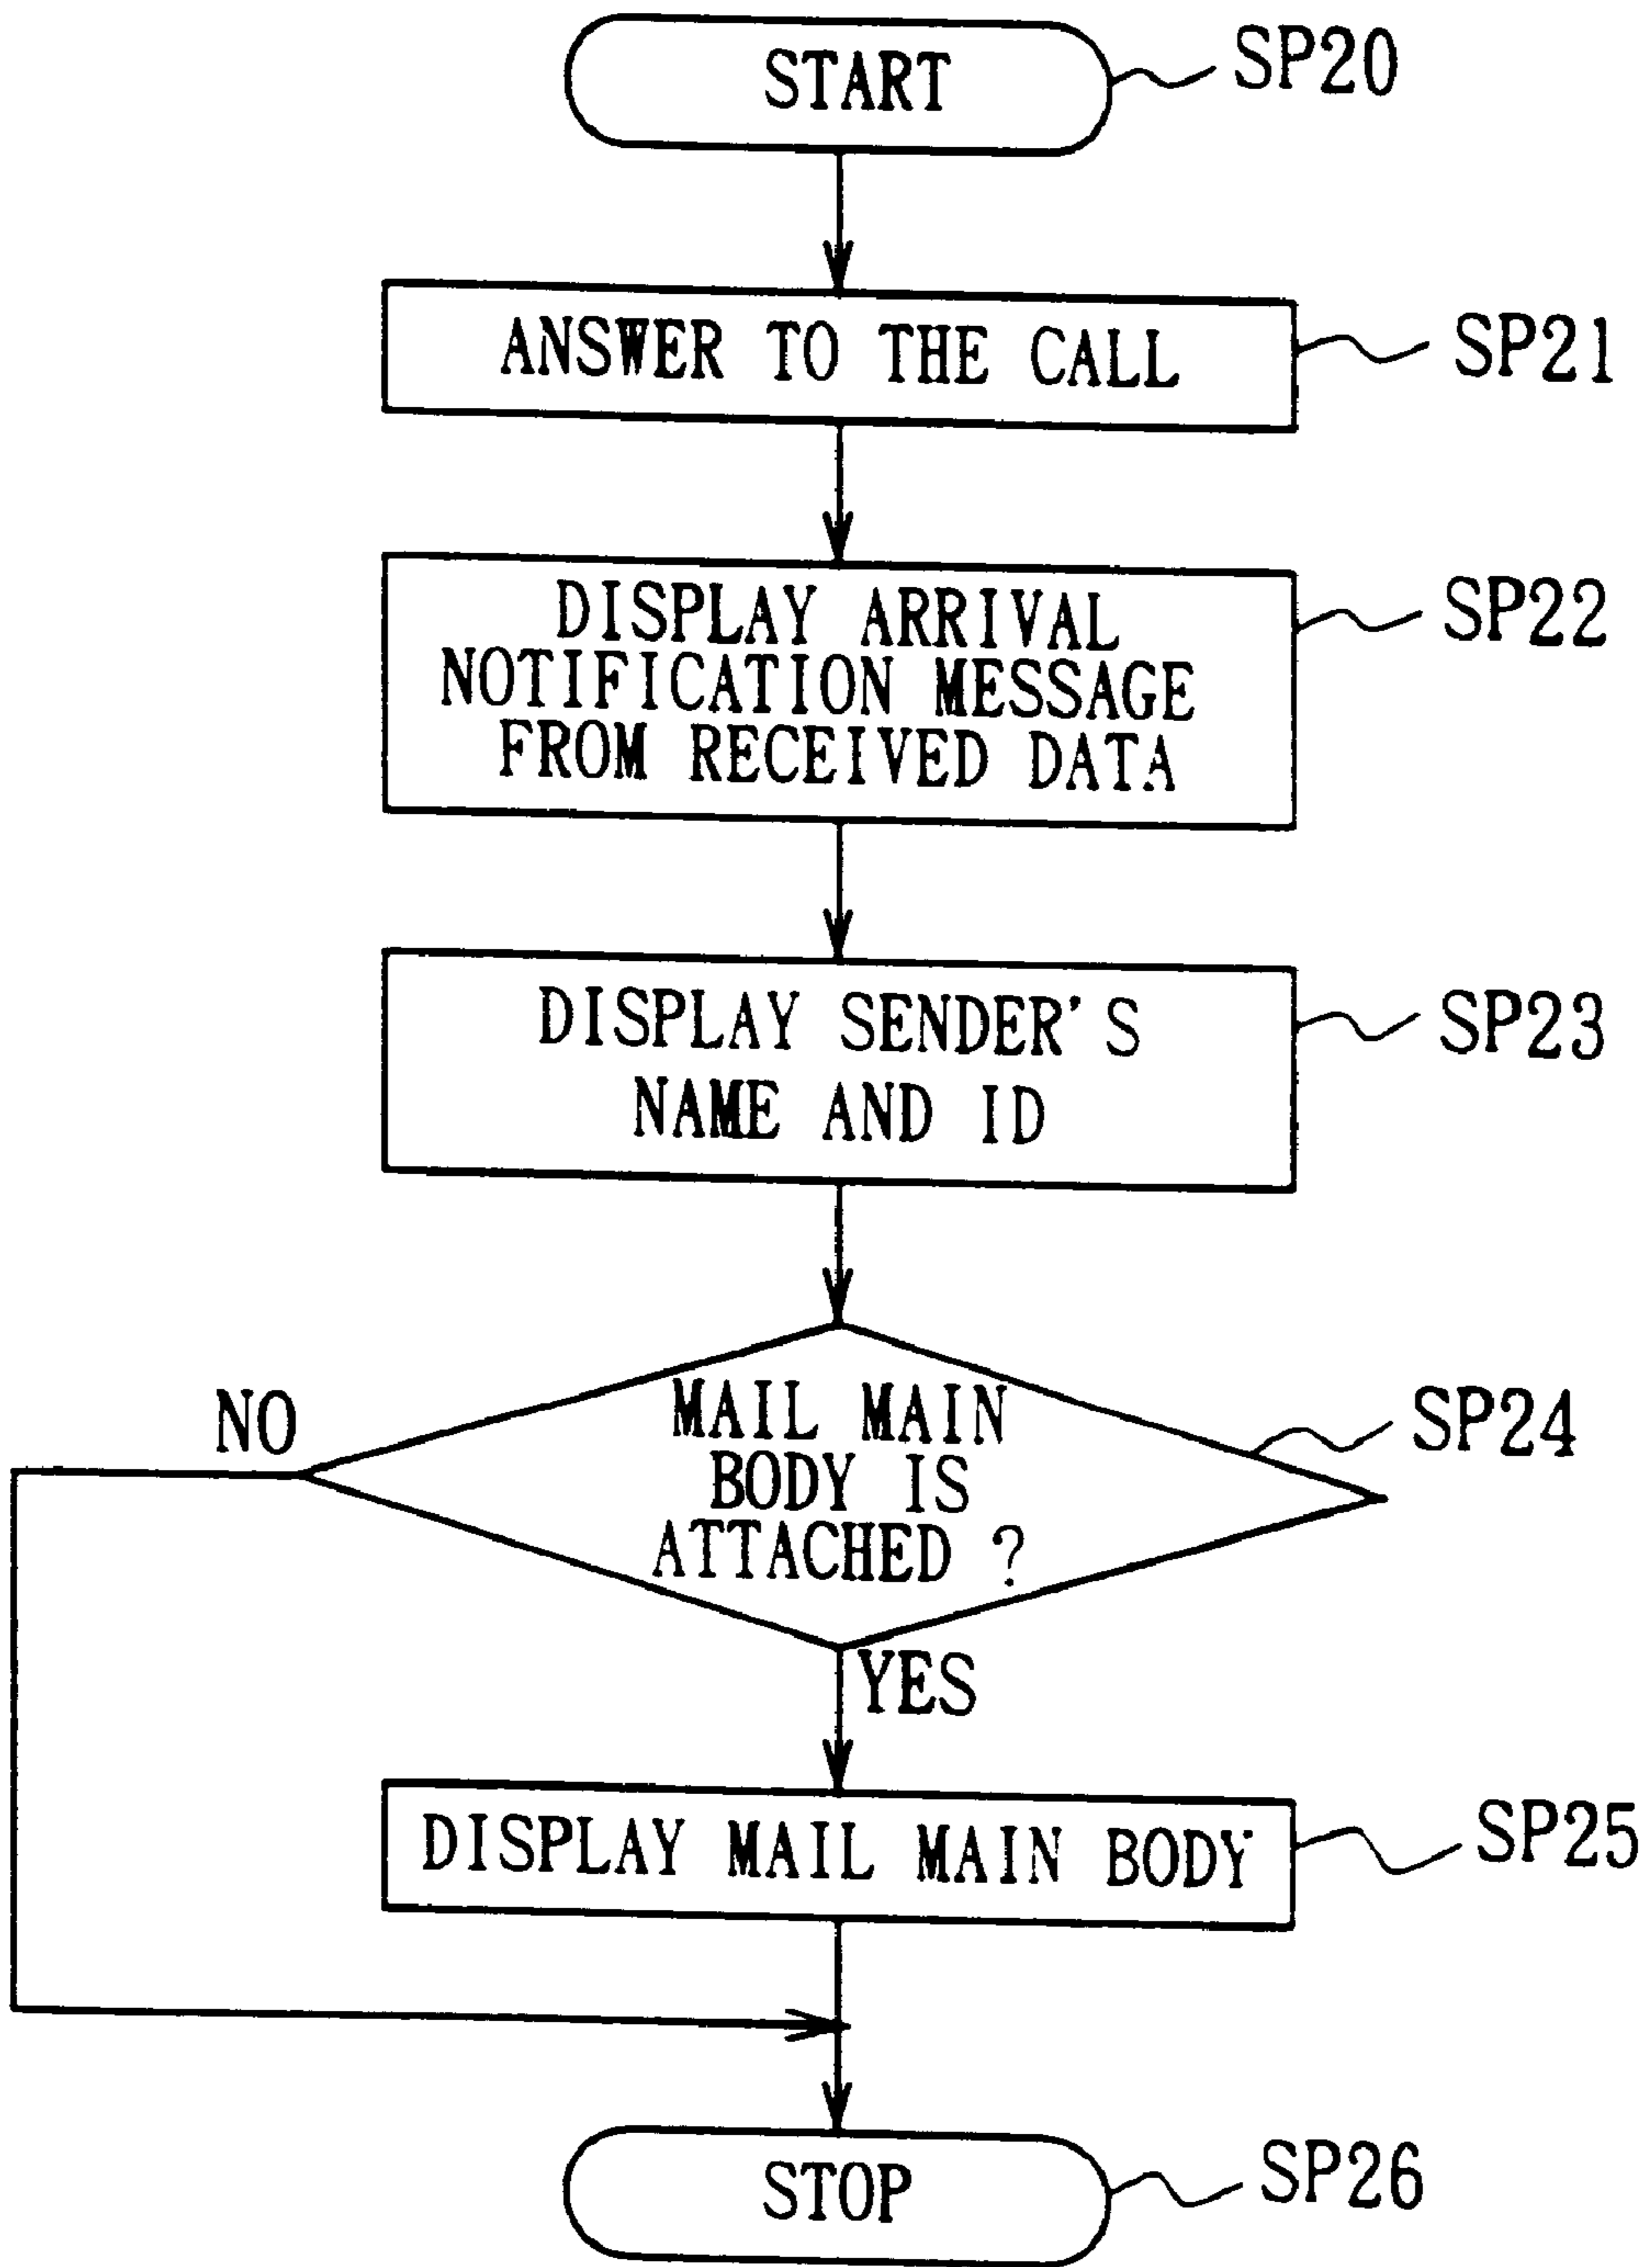 START
SP20
ANSWER TO THE CALL
SP21
DISPLAY ARRIVAL
NOTIFICATION MESSAGE
FROM RECEIVED DATA
SP22
DISPLAY SENDER'S
NAME AND ID
SP23
NO
MAIL MAIN
BODY IS
ATTACHED ?
SP24
YES
DISPLAY MAIL MAIN BODY
SP25
STOP
SP26